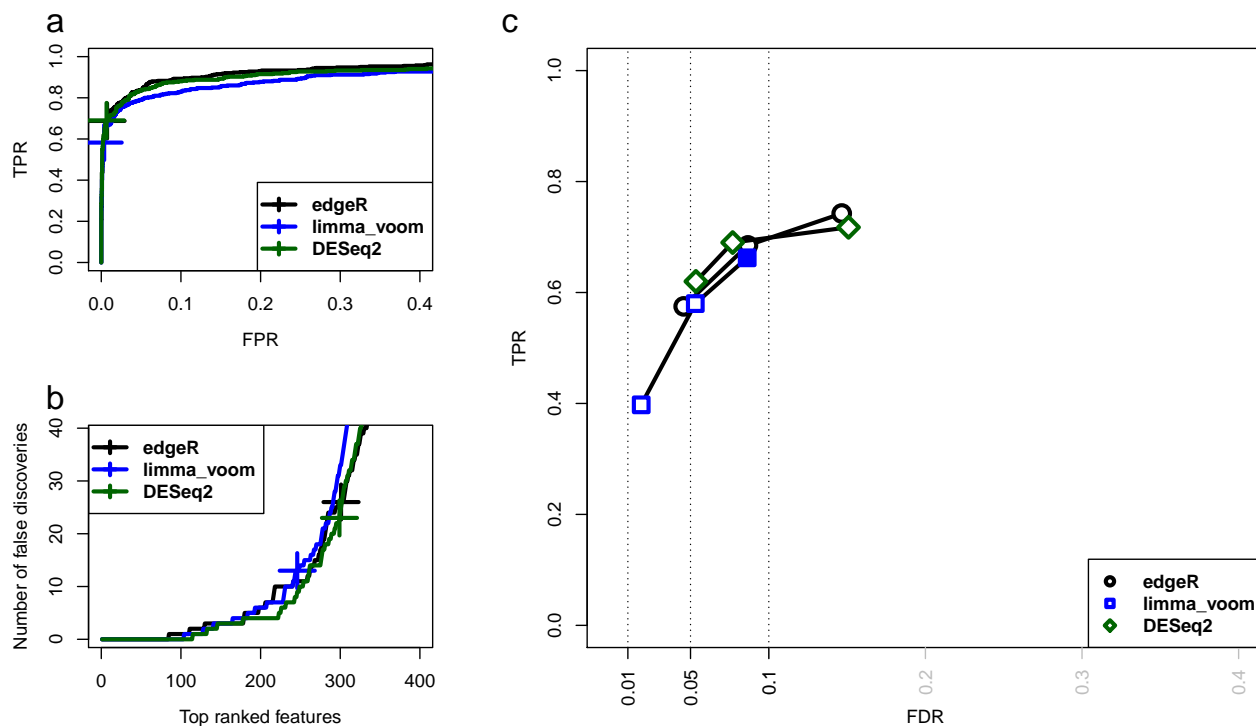 a
1.0
0.8
0.6
0.4
0.2
0.0
TPR
edgeR
limma_voom
DESeq2
0.0 0.1 0.2 0.3 0.4
FPR
b
40
30
20
10
0
Number of false discoveries
edgeR
limma_voom
DESeq2
0 100 200 300 400
Top ranked features
c
1.0
0.8
0.6
0.4
0.2
0.0
TPR
edgeR
limma_voom
DESeq2
0.01 0.05 0.1 0.2 0.3 0.4
FDR